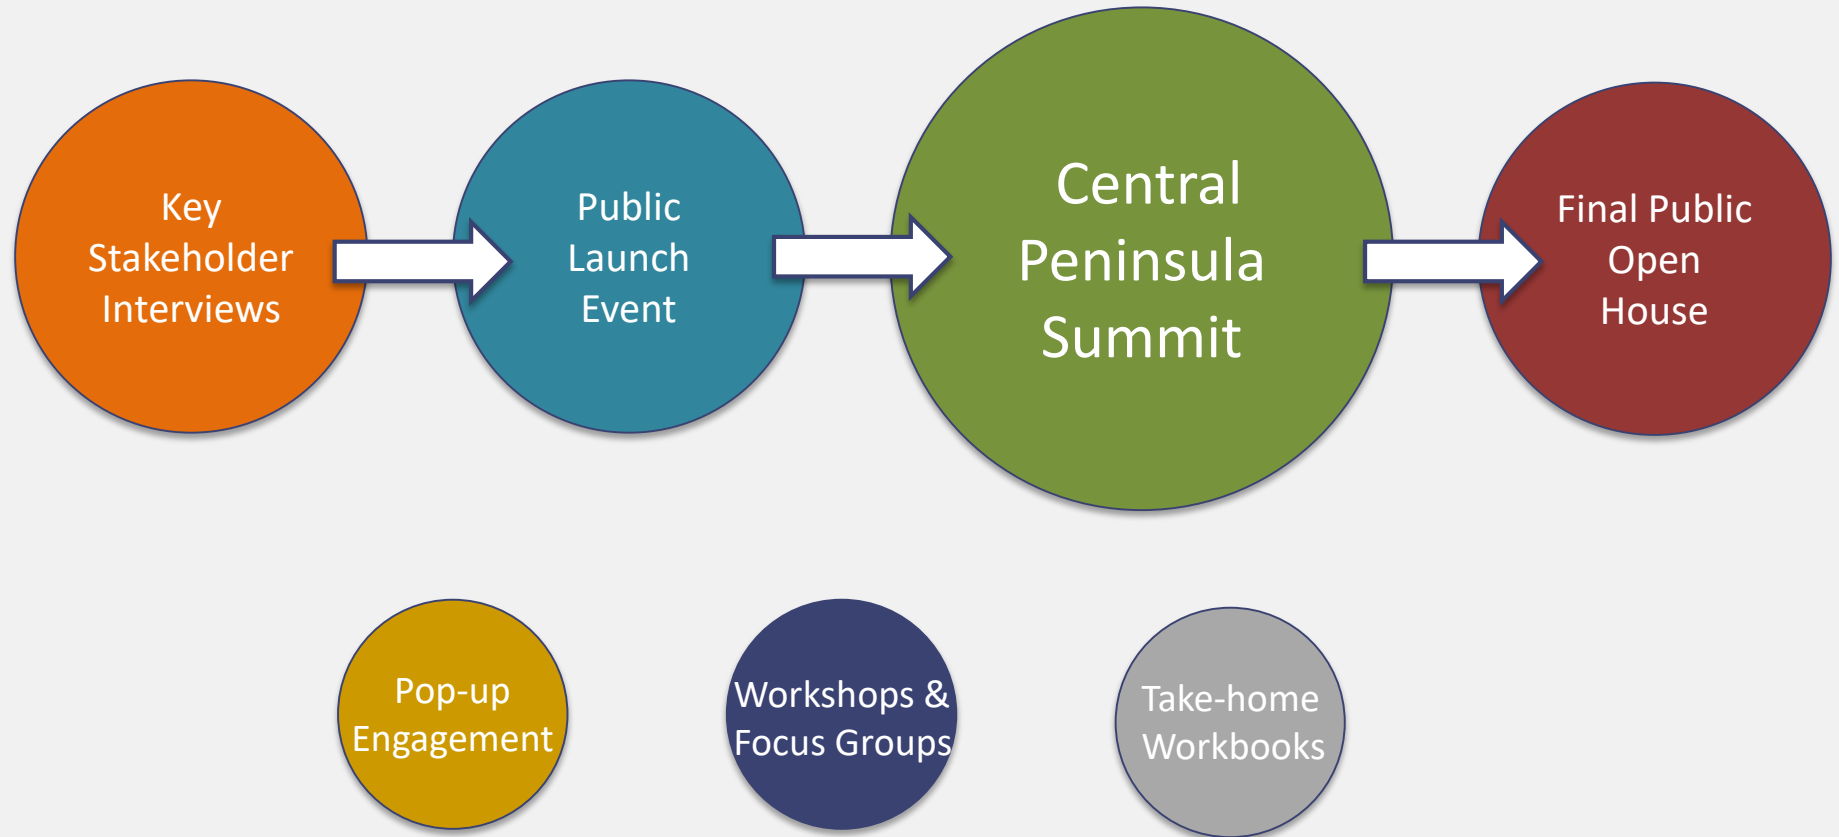 Key
Stakeholder
Interviews
Public
Launch
Event
Central
Peninsula
Summit
Final Public
Open
House
Pop-up
Engagement
Workshops &
Focus Groups
Take-home
Workbooks